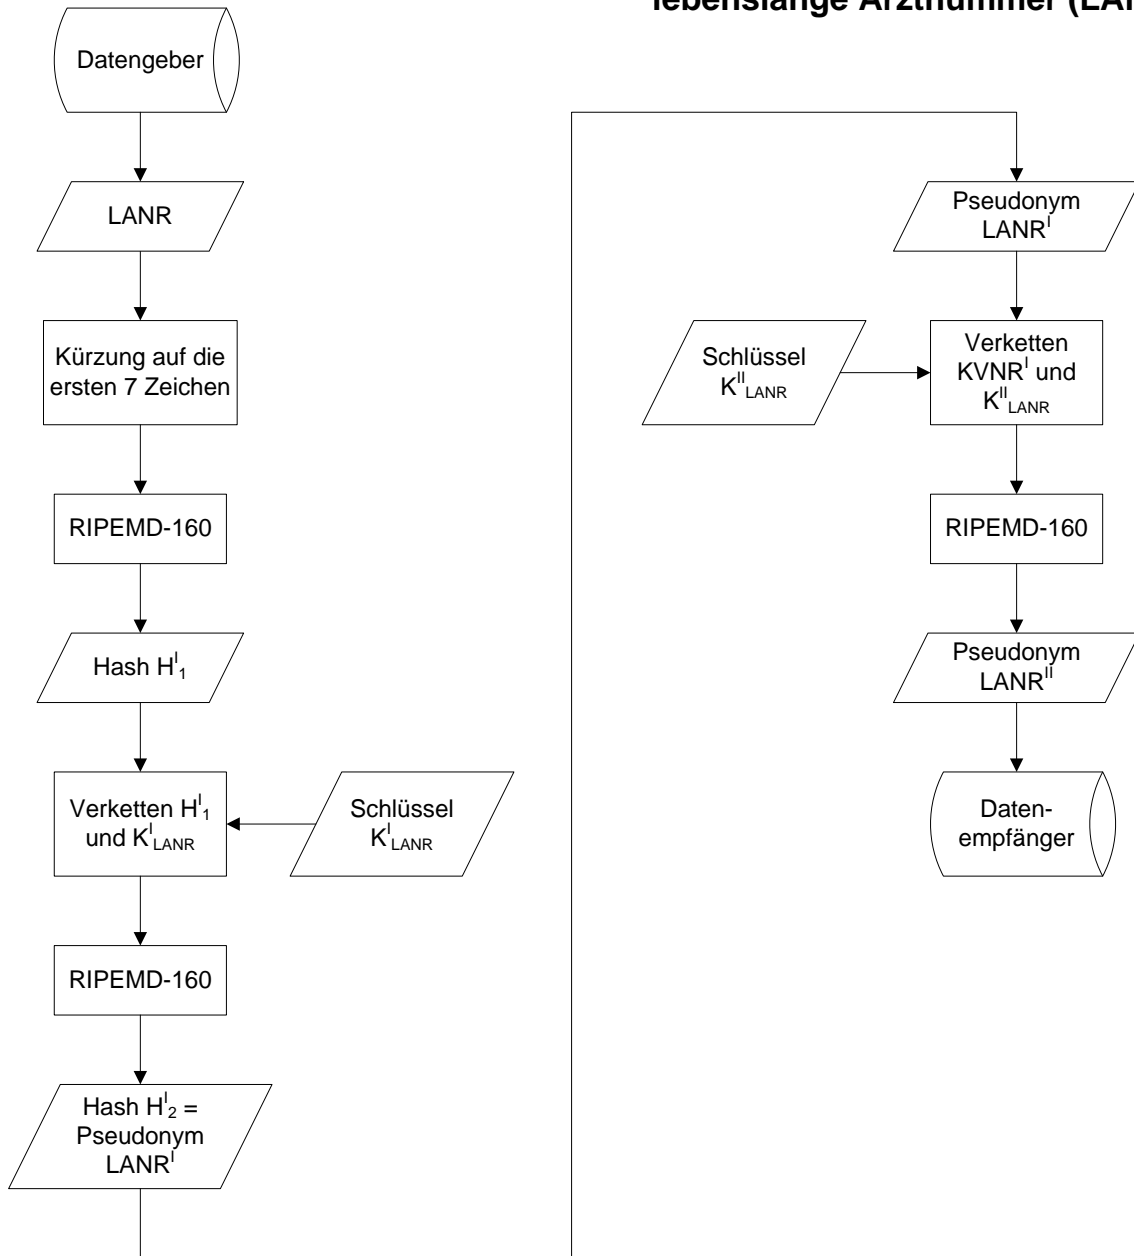 lebenslange Arztnummer (LA
Datengeber
LANR
Kürzung auf die
ersten 7 Zeichen
RIPEMD-160
Hash H^I_1
Verketten H^I_1
und K^I_LANR
Schlüssel
K^I_LANR
RIPEMD-160
Hash H^I_2 =
Pseudonym
LANR^I
Pseudonym
LANR^I
Schlüssel
K^II_LANR
Verketten
KVNR^I und
K^II_LANR
RIPEMD-160
Pseudonym
LANR^II
Daten-
empfänger